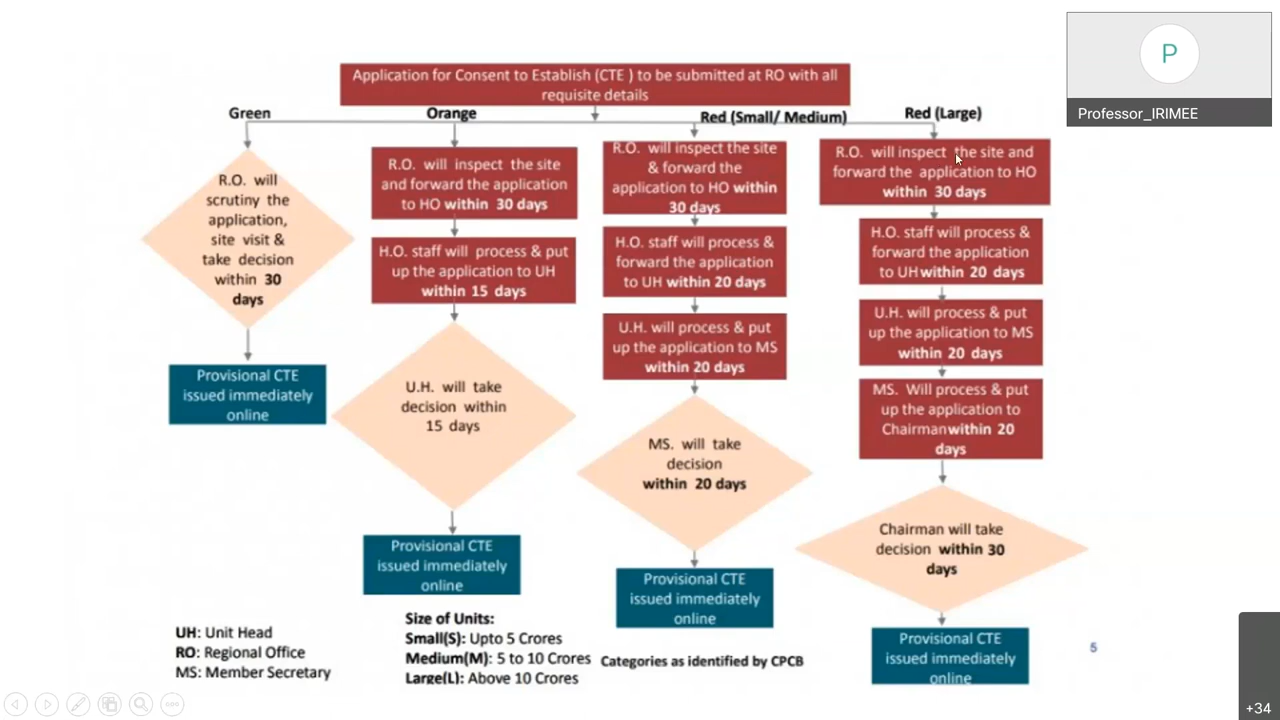 P
Professor_IRIMEE
Application for Consent to Establish (CTE ) to be submitted at RO with all
requisite details
Green
Orange
Red (Small/ Medium)
Red (Large)
R.O. will
scrutiny the
application,
site visit &
take decision
within 30
days
Provisional CTE
issued immediately
online
R.O. will inspect the site
and forward the application
to HO within 30 days
H.O. staff will process & put
up the application to UH
within 15 days
U.H. will take
decision within
15 days
Provisional CTE
issued immediately
online
R.O. will inspect the site
& forward the
application to HO within
30 days
H.O. staff will process &
forward the application
to UH within 20 days
U.H. will process & put
up the application to MS
within 20 days
MS. will take
decision
within 20 days
Provisional CTE
issued immediately
online
R.O. will inspect the site and
forward the application to HO
within 30 days
H.O. staff will process &
forward the application
to UHwithin 20 days
U.H. will process & put
up the application to MS
within 20 days
MS. Will process & put
up the application to
Chairmanwithin 20
days
Chairman will take
decision within 30
days
Provisional CTE
issued immediately
online
UH: Unit Head
RO: Regional Office
MS: Member Secretary
Size of Units:
Small(S): Upto 5 Crores
Medium(M): 5 to 10 Crores
Large(L): Above 10 Crores
Categories as identified by CPCB
5
+34